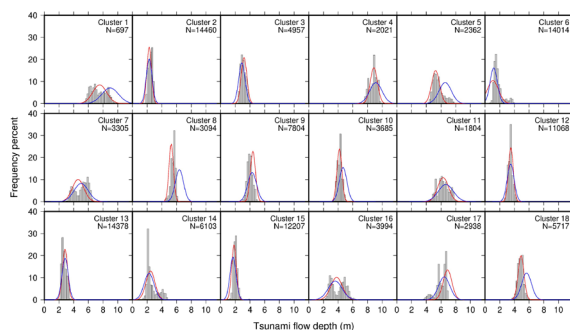 Cluster 1
N=697
Cluster 2
N=14460
Cluster 3
N=4957
Cluster 4
N=2021
Cluster 5
N=2362
Cluster 6
N=14014
40
30
20
10
0
Cluster 7
N=3305
Cluster 8
N=3094
Cluster 9
N=7804
Cluster 10
N=3685
Cluster 11
N=1804
Cluster 12
N=11068
40
30
20
10
0
Frequency percent
Cluster 13
N=14378
Cluster 14
N=6103
Cluster 15
N=12207
Cluster 16
N=3994
Cluster 17
N=2938
Cluster 18
N=5717
40
30
20
10
0
0 2 4 6 8 10 0 2 4 6 8 10 0 2 4 6 8 10 0 2 4 6 8 10 0 2 4 6 8 10 0 2 4 6 8 10
Tsunami flow depth (m)